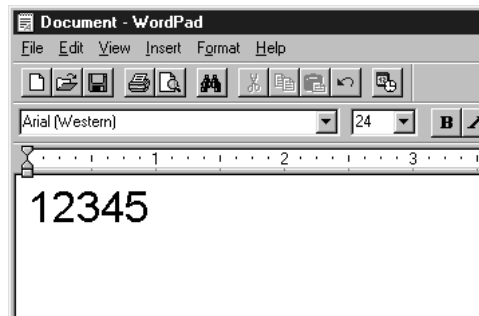 Document - WordPad
File Edit View Insert Format Help
Arial (Western) 24 B
1 2 3
12345